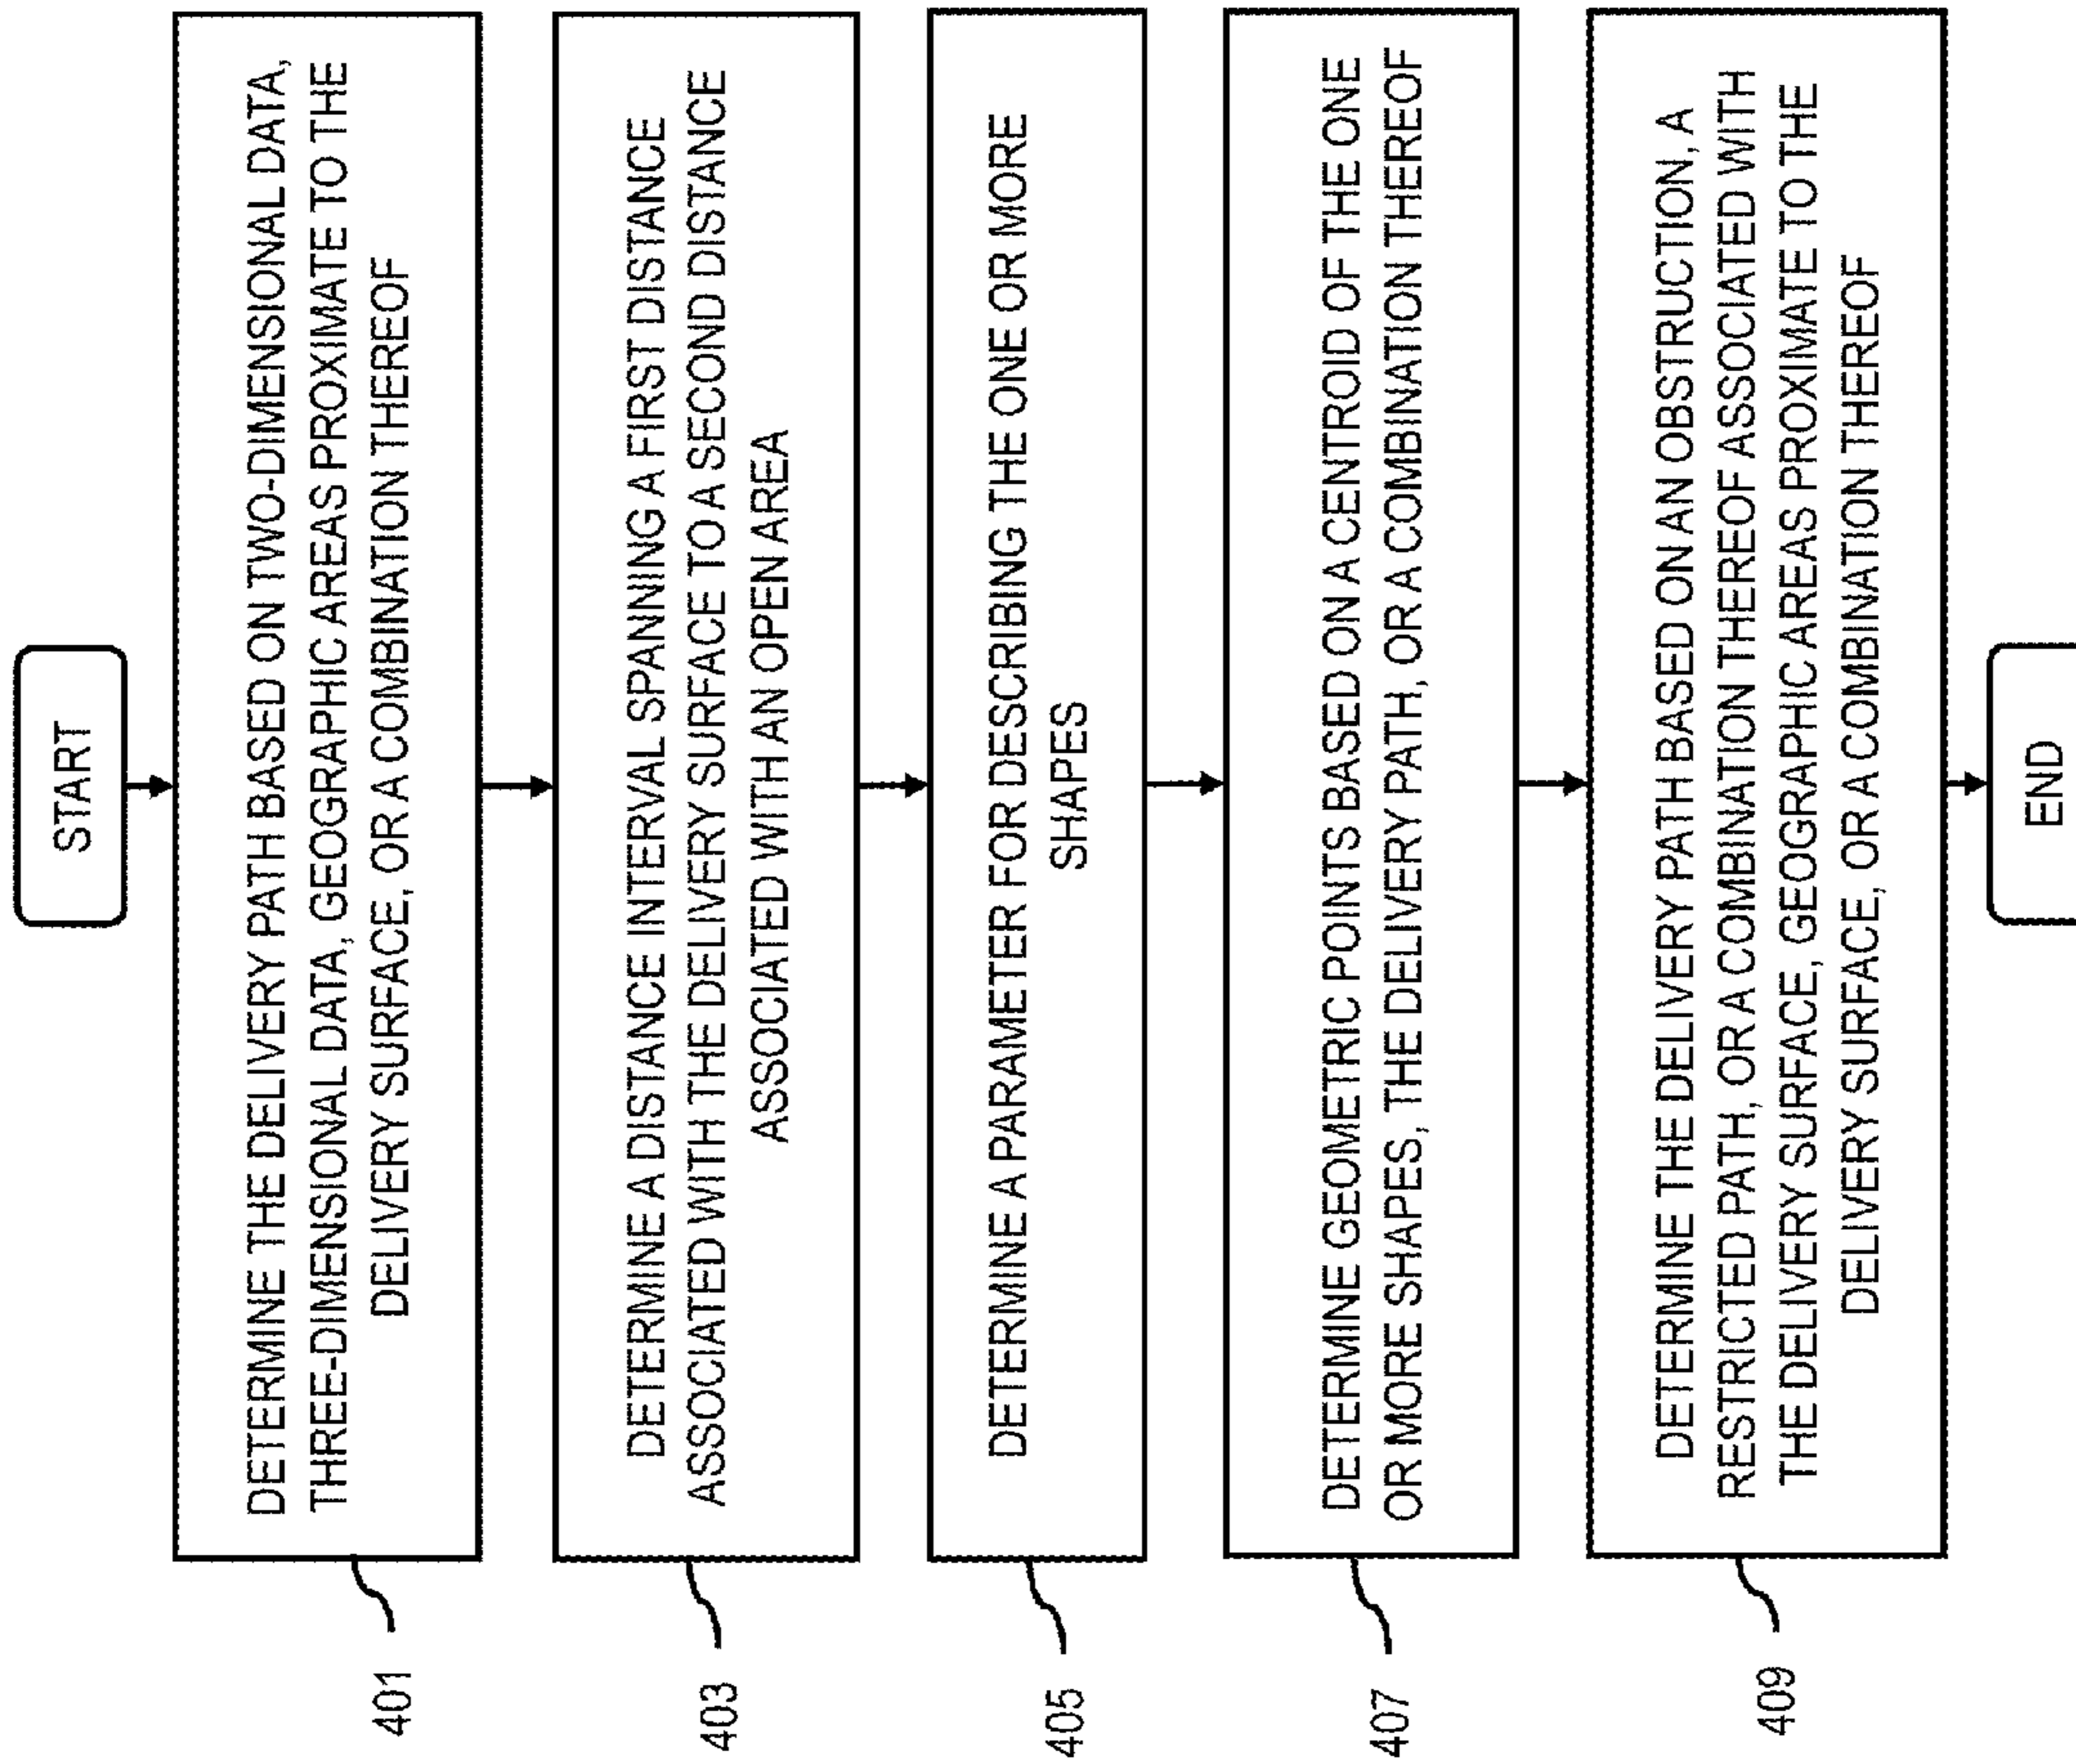 START
DETERMINE THE DELIVERY PATH BASED ON TWO-DIMENSIONAL DATA,
THREE-DIMENSIONAL DATA, GEOGRAPHIC AREAS PROXIMATE TO THE
DELIVERY SURFACE, OR A COMBINATION THEREOF
401
DETERMINE A DISTANCE INTERVAL SPANNING A FIRST DISTANCE
ASSOCIATED WITH THE DELIVERY SURFACE TO A SECOND DISTANCE
ASSOCIATED WITH AN OPEN AREA
403
DETERMINE A PARAMETER FOR DESCRIBING THE ONE OR MORE
SHAPES
405
DETERMINE GEOMETRIC POINTS BASED ON A CENTROID OF THE ONE
OR MORE SHAPES, THE DELIVERY PATH, OR A COMBINATION THEREOF
407
DETERMINE THE DELIVERY PATH BASED ON AN OBSTRUCTION, A
RESTRICTED PATH, OR A COMBINATION THEREOF ASSOCIATED WITH
THE DELIVERY SURFACE, GEOGRAPHIC AREAS PROXIMATE TO THE
DELIVERY SURFACE, OR A COMBINATION THEREOF
409
END